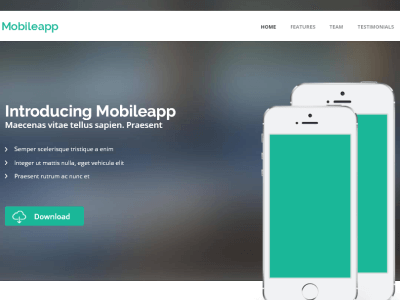 Mobileapp
HOME FEATURES TEAM TESTIMONIALS
Introducing Mobileapp
Maecenas vitae tellus sapien. Praesent
Semper scelerisque tristique a enim
Integer ut mattis nulla, eget vehicula elit
Praesent rutrum ac nunc et
Download